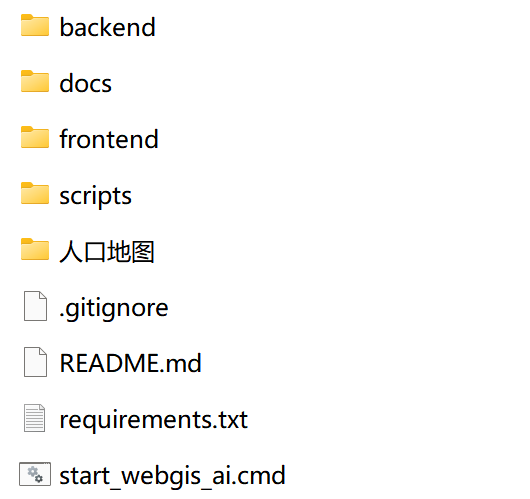 backend
docs
frontend
scripts
人口地图
.gitignore
README.md
requirements.txt
start_webgis_ai.cmd